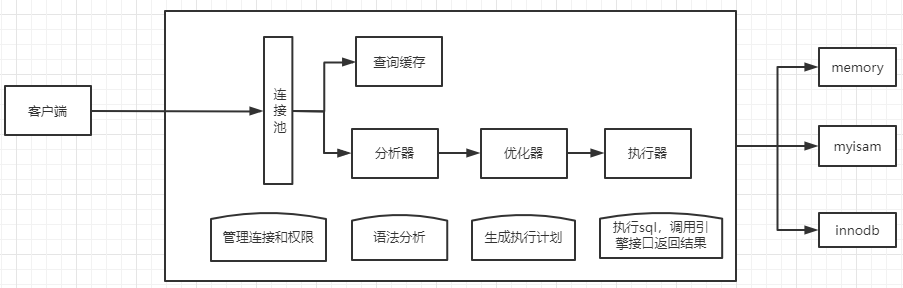 客户端
连
接
池
查询缓存
分析器
优化器
执行器
管理连接和权限
语法分析
生成执行计划
执行sql，调用引
擎接口返回结果
memory
myisam
innodb